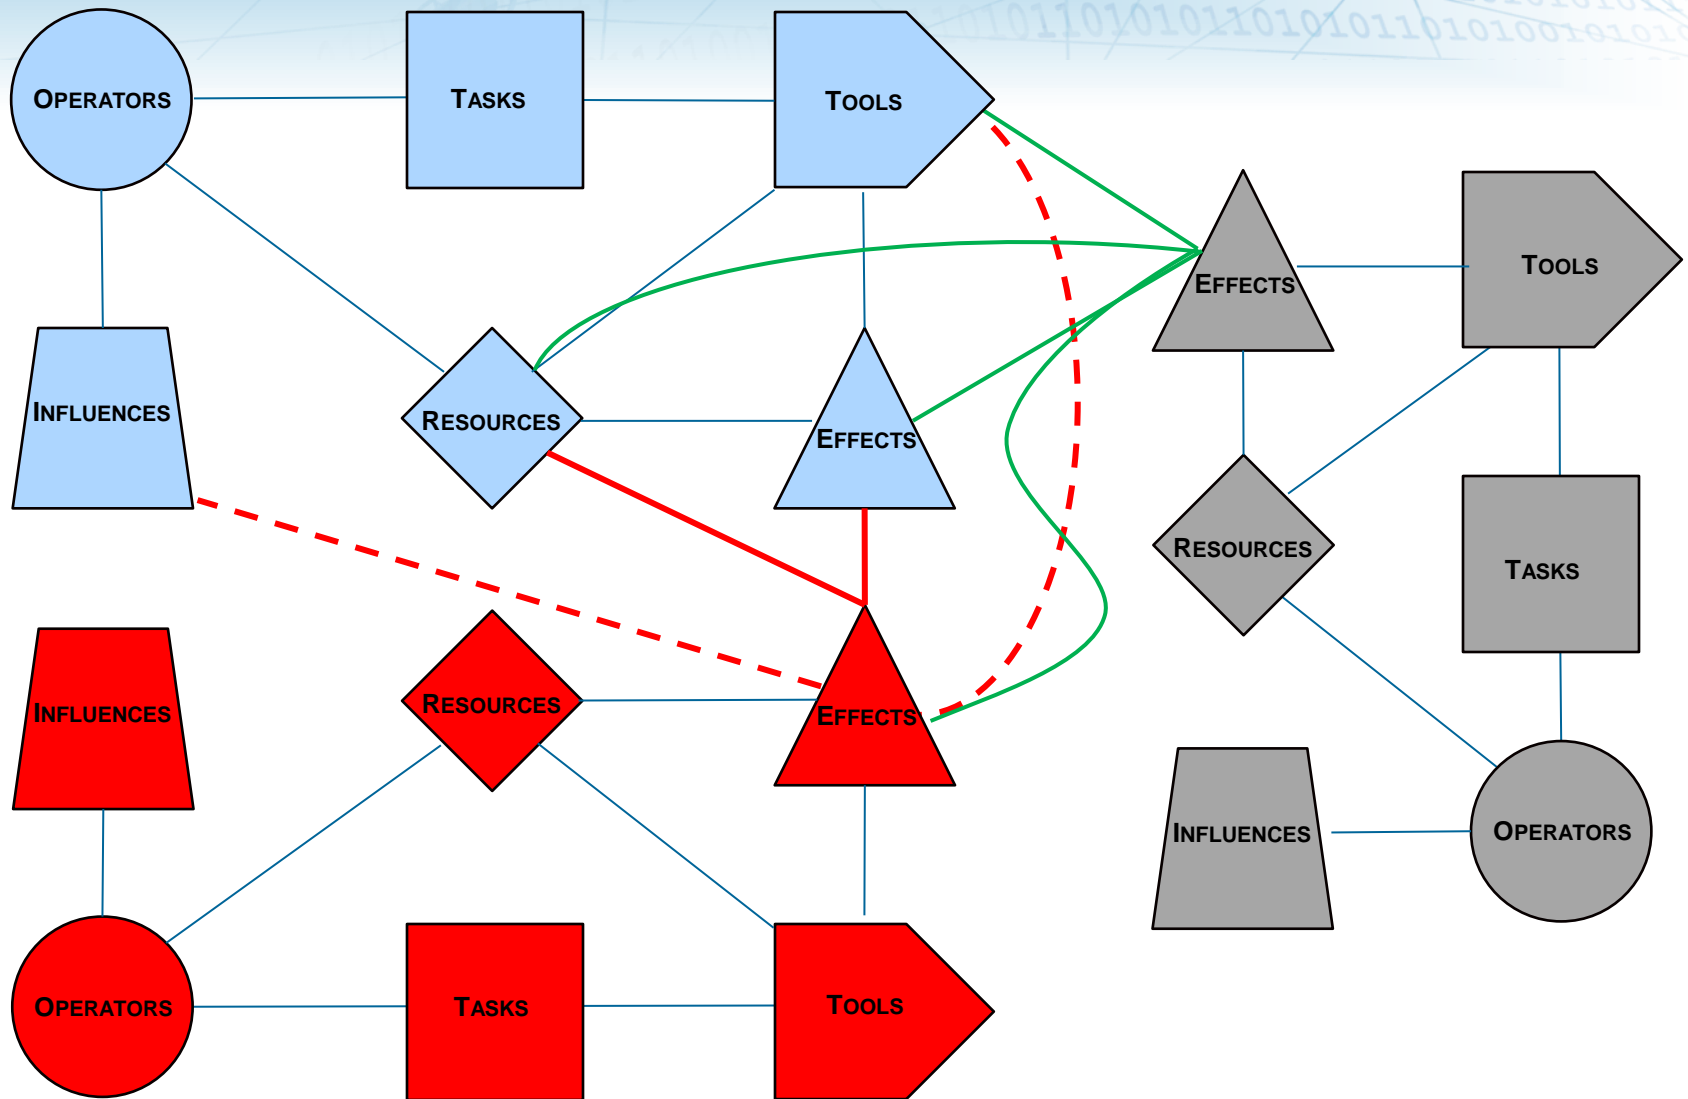 OPERATORS
TASKS
TOOLS
INFLUENCES
RESOURCES
EFFECTS
EFFECTS
TOOLS
RESOURCES
TASKS
INFLUENCES
OPERATORS
INFLUENCES
RESOURCES
EFFECTS
OPERATORS
TASKS
TOOLS